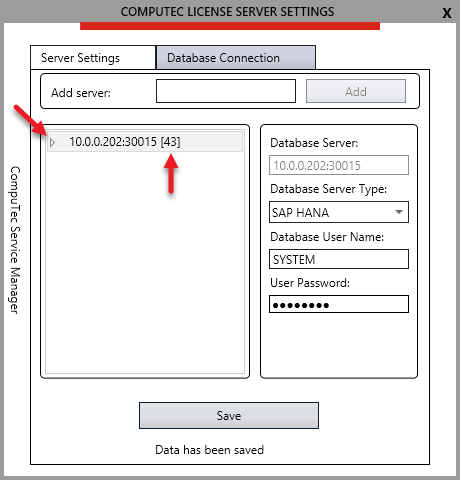 COMPUTEC LICENSE SERVER SETTINGS
X
Server Settings
Database Connection
Add server:
Add
10.0.0.202:30015 [43]
Database Server:
10.0.0.202:30015
Database Server Type:
SAP HANA
Database User Name:
SYSTEM
User Password:
●●●●●●●●
CompuTec Service Manager
Save
Data has been saved